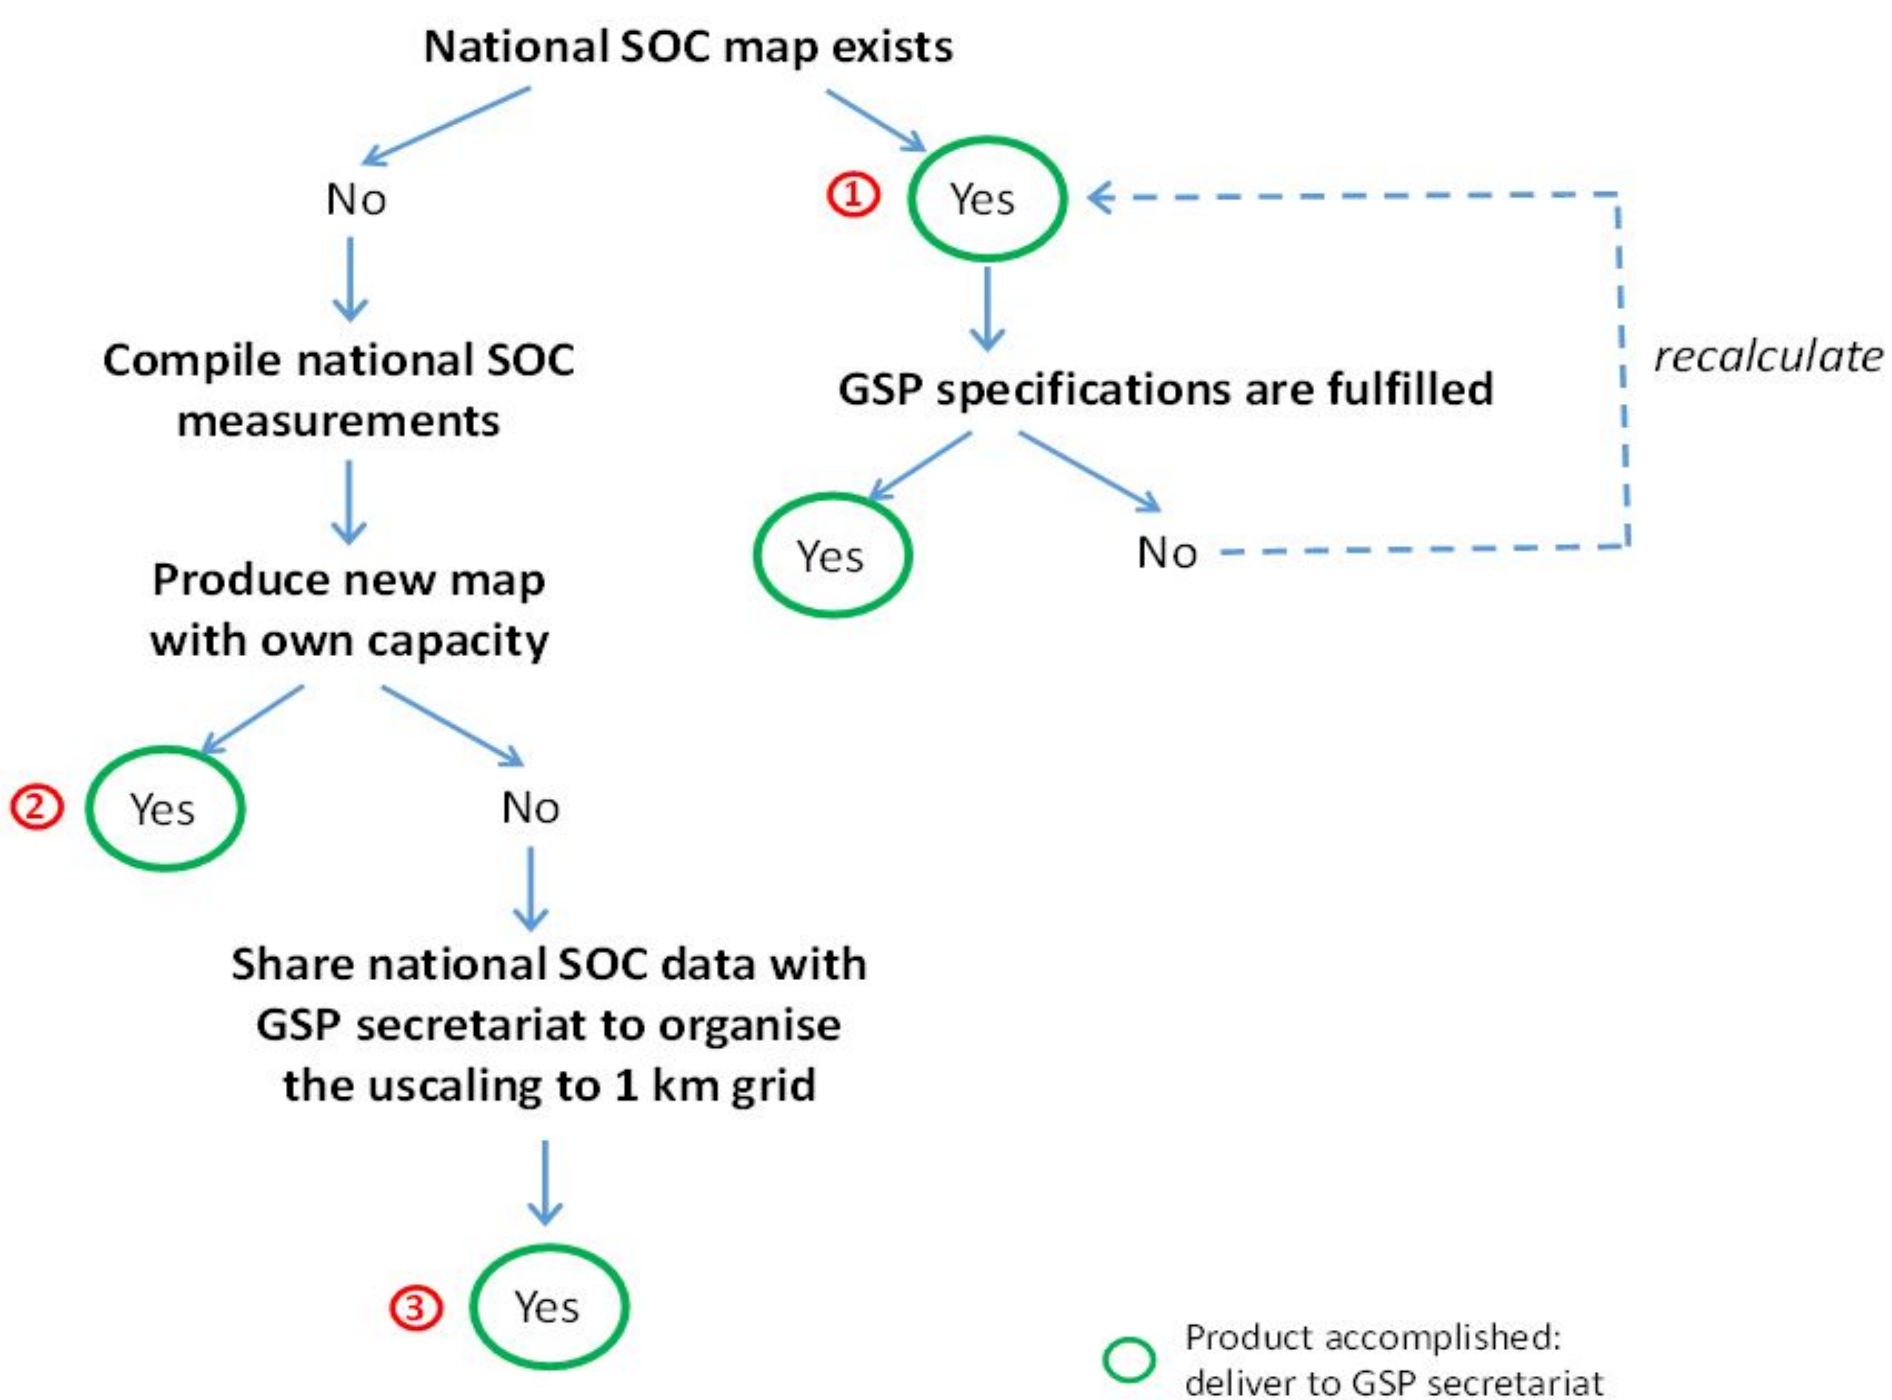 National SOC map exists
No
1
Yes
Compile national SOC
measurements
GSP specifications are fulfilled
recalculate
Yes
No
Produce new map
with own capacity
2
Yes
No
Share national SOC data with
GSP secretariat to organise
the uscaling to 1 km grid
3
Yes
Product accomplished:
deliver to GSP secretariat